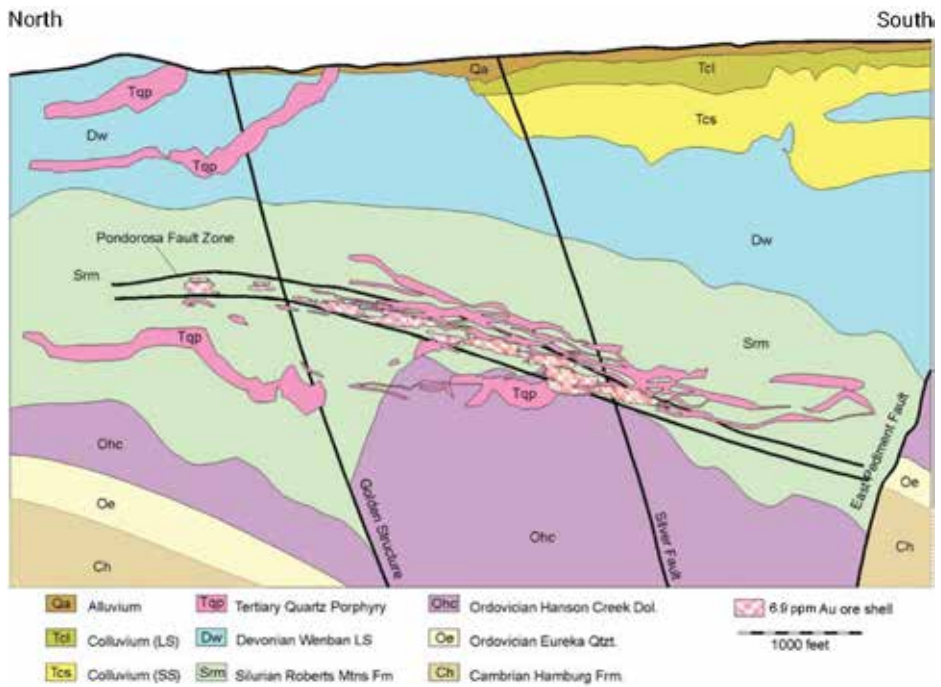 North
South
Qa
Tcl
Tqp
Tcs
Dw
Tqp
Dw
Pondorosa Fault Zone
Srm
Srm
Tqp
Tqp
East Pediment Fault
Ohc
Oe
Oe
Golden Structure
Silver Fault
Ohc
Ch
Ch
Qa Alluvium
Tqp Tertiary Quartz Porphyry
Ohc Ordovician Hanson Creek Dol.
6.9 ppm Au ore shell
Tcl Colluvium (LS)
Dw Devonian Wenban LS
Oe Ordovician Eureka Qtzt.
1000 feet
Tcs Colluvium (SS)
Srm Silurian Roberts Mtns Fm
Ch Cambrian Hamburg Frm.